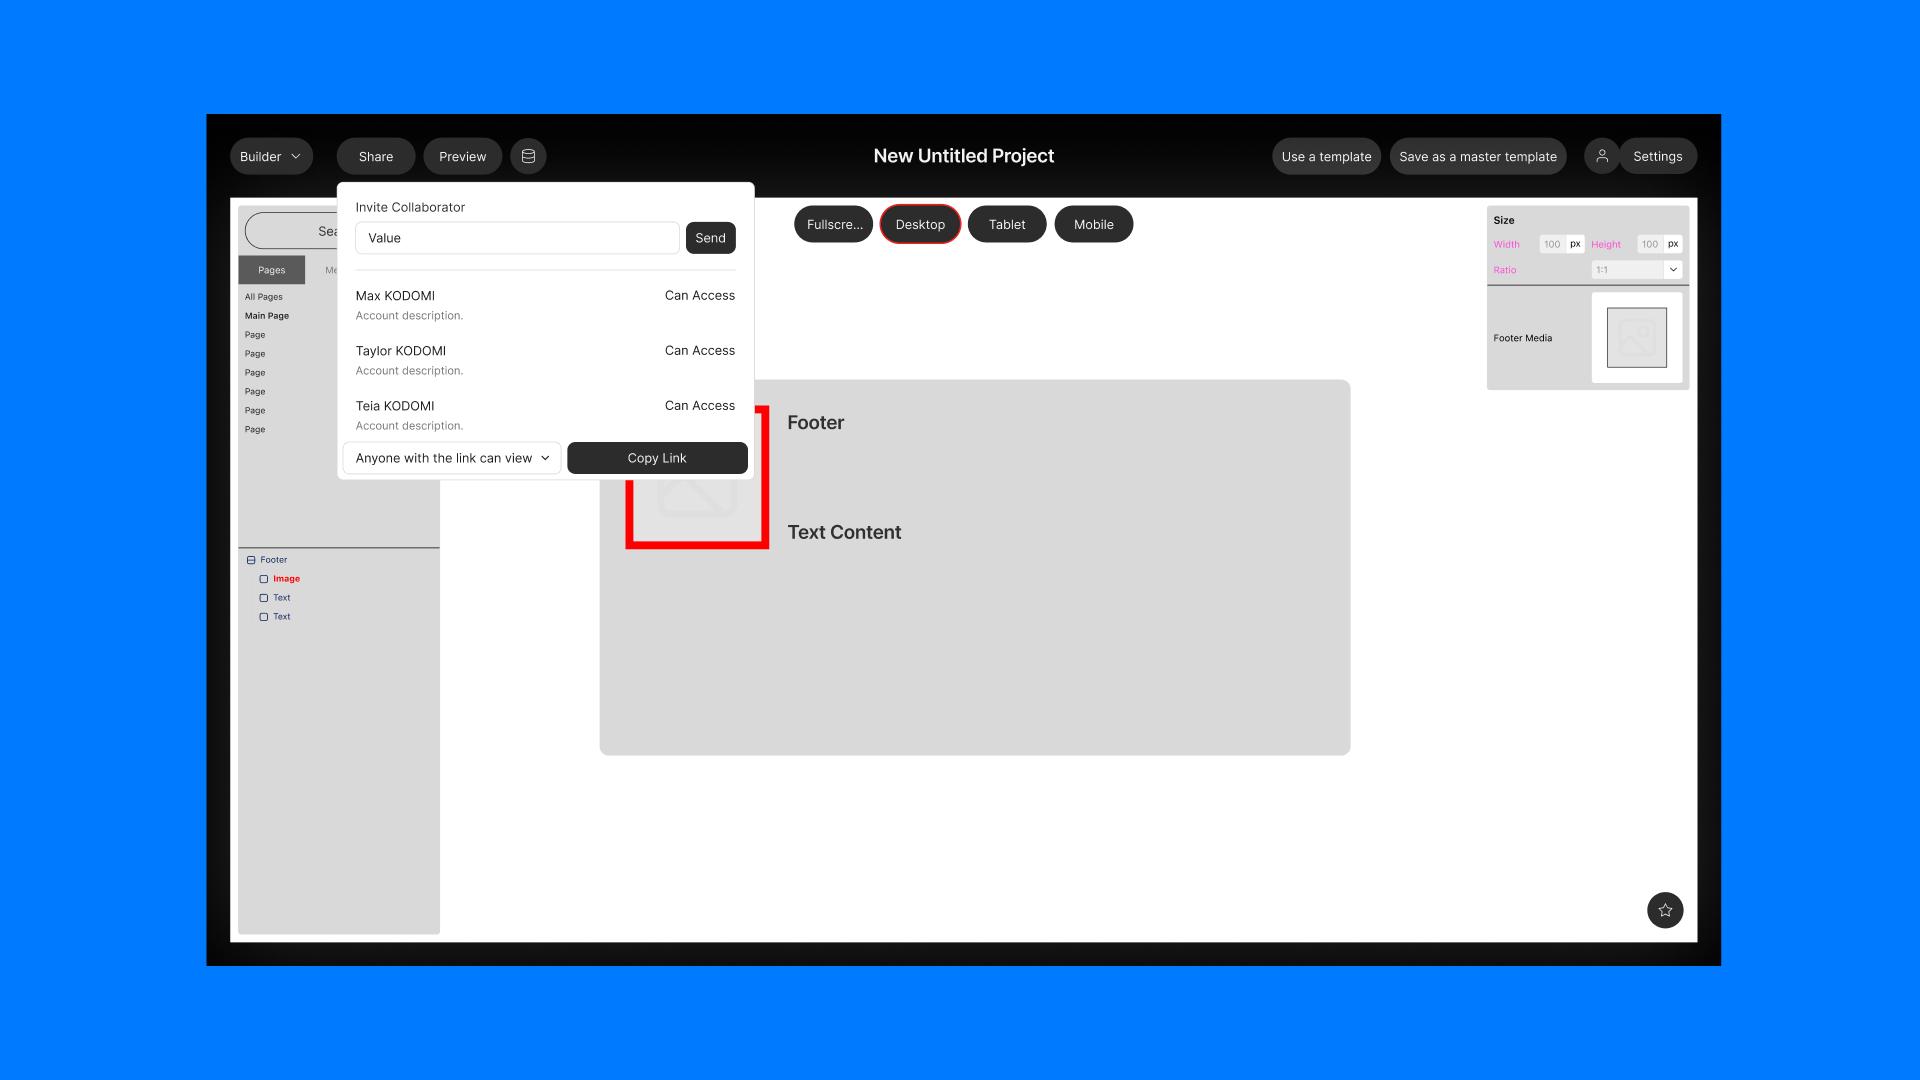 Builder
Share
Preview
New Untitled Project
Use a template
Save as a master template
Settings
Invite Collaborator
Value
Send
Max KODOMI
Can Access
Account description.
Taylor KODOMI
Can Access
Account description.
Teia KODOMI
Can Access
Account description.
Anyone with the link can view
Copy Link
Sea
Pages
Me
All Pages
Main Page
Page
Page
Page
Page
Page
Page
Footer
Image
Text
Text
Fullscre...
Desktop
Tablet
Mobile
Footer
Text Content
Size
Width 100 px Height 100 px
Ratio 1:1
Footer Media